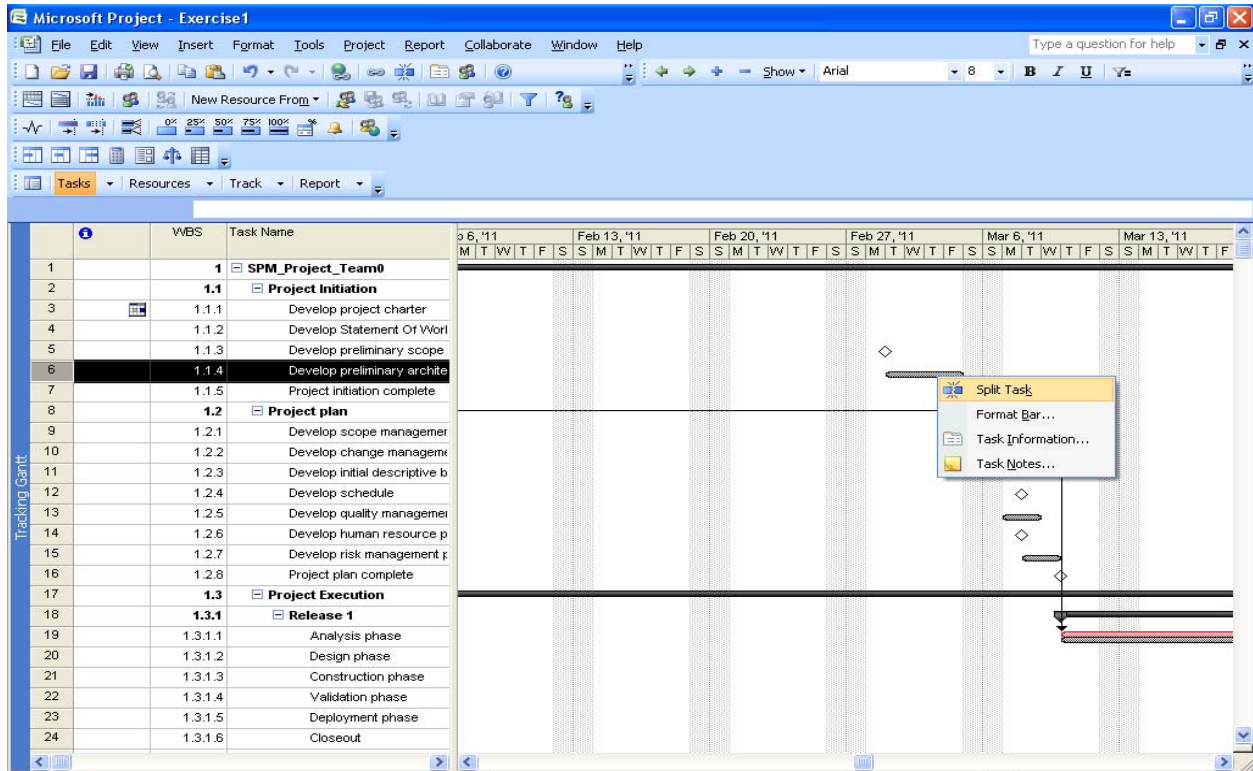 Microsoft Project - Exercise1
File Edit View Insert Format Tools Project Report Collaborate Window Help Type a question for help
Show Arial 8 B I U
New Resource From
0% 25% 50% 75% 100% %
Tasks Resources Track Report
WBS Task Name 6, '11 Feb 13, '11 Feb 20, '11 Feb 27, '11 Mar 6, '11 Mar 13, '11
M T W T F S S M T W T F S S M T W T F S S M T W T F S S M T W T F S S M T W T F
1 1 SPM_Project_Team0
2 1.1 Project Initiation
3 1.1.1 Develop project charter
4 1.1.2 Develop Statement Of Worl
5 1.1.3 Develop preliminary scope
6 1.1.4 Develop preliminary archite
7 1.1.5 Project initiation complete
8 1.2 Project plan
9 1.2.1 Develop scope managemer
10 1.2.2 Develop change manageme
11 1.2.3 Develop initial descriptive b
12 1.2.4 Develop schedule
13 1.2.5 Develop quality managemei
14 1.2.6 Develop human resource p
15 1.2.7 Develop risk management p
16 1.2.8 Project plan complete
17 1.3 Project Execution
18 1.3.1 Release 1
19 1.3.1.1 Analysis phase
20 1.3.1.2 Design phase
21 1.3.1.3 Construction phase
22 1.3.1.4 Validation phase
23 1.3.1.5 Deployment phase
24 1.3.1.6 Closeout
Split Task
Format Bar...
Task Information...
Task Notes...
Tracking Gantt